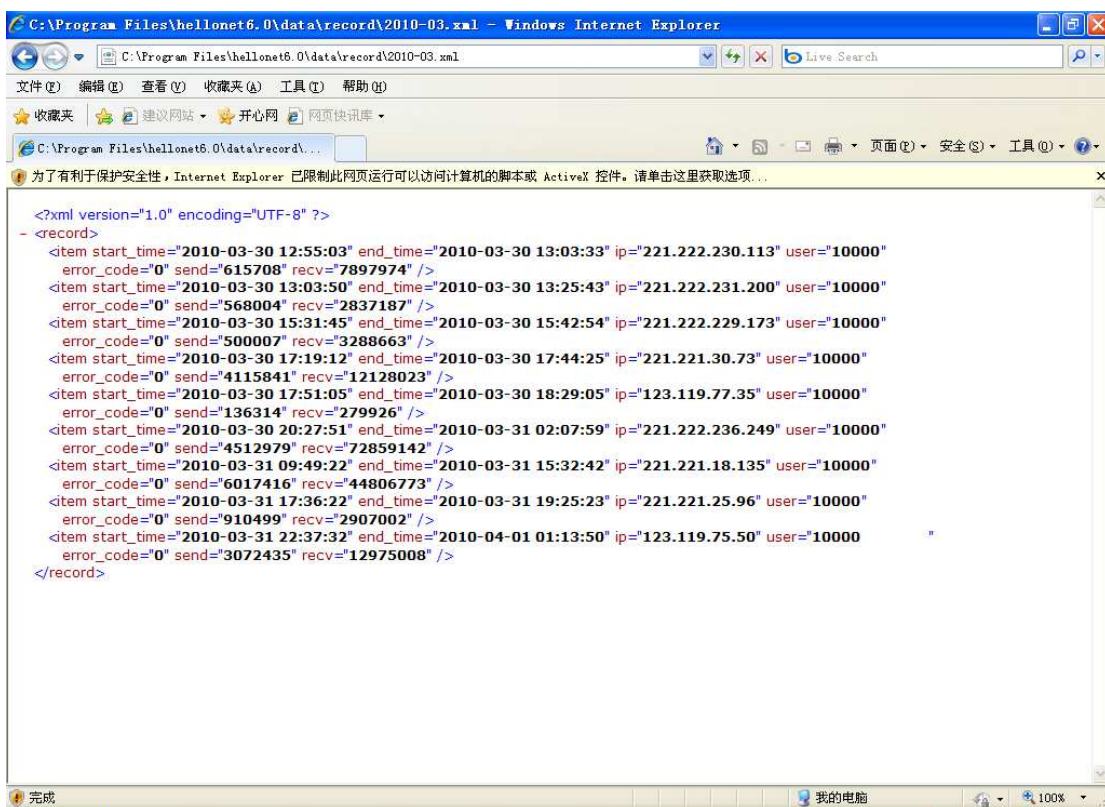 C:\Program Files\hellonet6.0\data\record\2010-03.xml - Windows Internet Explorer
C:\Program Files\hellonet6.0\data\record\2010-03.xml
Live Search
文件(F) 编辑(E) 查看(V) 收藏夹(A) 工具(T) 帮助(H)
收藏夹 建议网站 开心网 网页快讯库
C:\Program Files\hellonet6.0\data\record\... 页面(P) 安全(S) 工具(O)
为了有利于保护安全性，Internet Explorer 已限制此网页运行可以访问计算机的脚本或 ActiveX 控件。请单击这里获取选项...
<?xml version="1.0" encoding="UTF-8" ?>
- <record>
<item start_time="2010-03-30 12:55:03" end_time="2010-03-30 13:03:33" ip="221.222.230.113" user="10000"
error_code="0" send="615708" recv="7897974" />
<item start_time="2010-03-30 13:03:50" end_time="2010-03-30 13:25:43" ip="221.222.231.200" user="10000"
error_code="0" send="568004" recv="2837187" />
<item start_time="2010-03-30 15:31:45" end_time="2010-03-30 15:42:54" ip="221.222.229.173" user="10000"
error_code="0" send="500007" recv="3288663" />
<item start_time="2010-03-30 17:19:12" end_time="2010-03-30 17:44:25" ip="221.221.30.73" user="10000"
error_code="0" send="4115841" recv="12128023" />
<item start_time="2010-03-30 17:51:05" end_time="2010-03-30 18:29:05" ip="123.119.77.35" user="10000"
error_code="0" send="136314" recv="279926" />
<item start_time="2010-03-30 20:27:51" end_time="2010-03-31 02:07:59" ip="221.222.236.249" user="10000"
error_code="0" send="4512979" recv="72859142" />
<item start_time="2010-03-31 09:49:22" end_time="2010-03-31 15:32:42" ip="221.221.18.135" user="10000"
error_code="0" send="6017416" recv="44806773" />
<item start_time="2010-03-31 17:36:22" end_time="2010-03-31 19:25:23" ip="221.221.25.96" user="10000"
error_code="0" send="910499" recv="2907002" />
<item start_time="2010-03-31 22:37:32" end_time="2010-04-01 01:13:50" ip="123.119.75.50" user="10000 "
error_code="0" send="3072435" recv="12975008" />
</record>
完成 我的电脑 100%